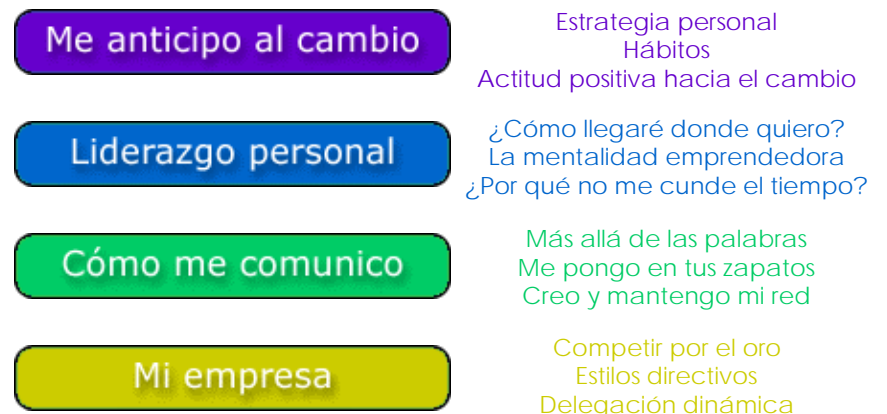 Me anticipo al cambio
Estrategia personal
Hábitos
Actitud positiva hacia el cambio
Liderazgo personal
¿Cómo llegaré donde quiero?
La mentalidad emprendedora
¿Por qué no me cunde el tiempo?
Cómo me comunico
Más allá de las palabras
Me pongo en tus zapatos
Creo y mantengo mi red
Mi empresa
Competir por el oro
Estilos directivos
Delegación dinámica